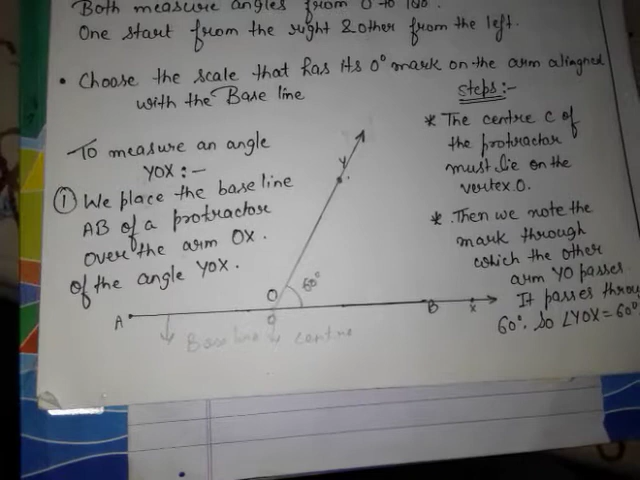 Both measure angles from 0 to 180°.
One start from the right & other from the left.
• Choose the scale that has its 0° mark on the arm alingned
with the Base line
To measure an angle
YOX :-
① We place the base line
AB of a protractor
over the arm OX.
of the angle YOX.
steps:-
* The centre C of
the protractor
must lie on the
vertex O.
* Then we note the
mark through
which the other
arm YO passes
It passes throu
60°. So ∠YOX = 60°
Y
O
60°
A
B
X
Base line
centre